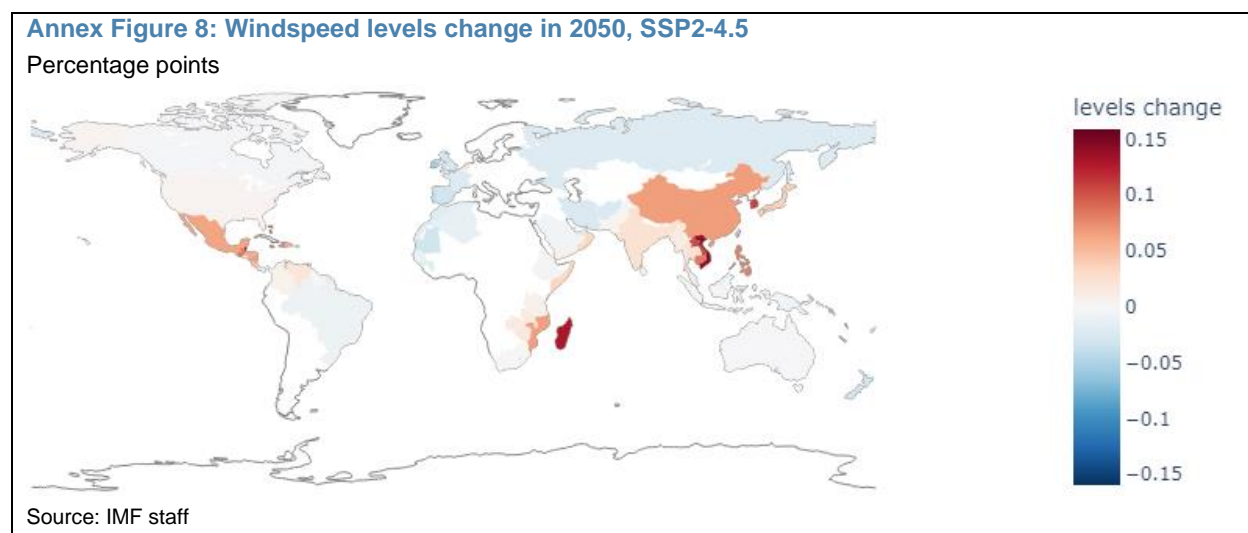 Annex Figure 8: Windspeed levels change in 2050, SSP2-4.5
Percentage points
levels change
0.15
0.1
0.05
0
−0.05
−0.1
−0.15
Source: IMF staff